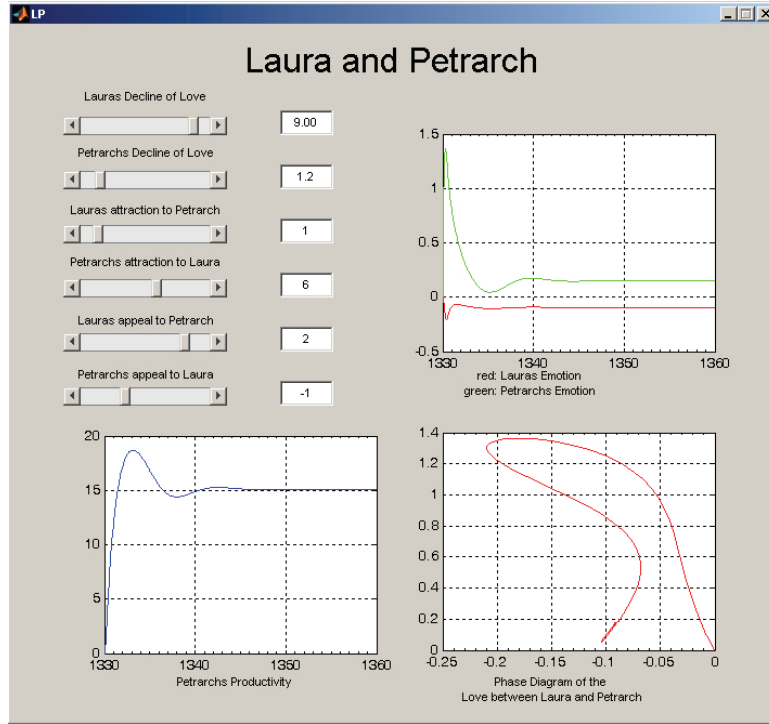 LP
Laura and Petrarch
Lauras Decline of Love
9.00
Petrarchs Decline of Love
1.2
Lauras attraction to Petrarch
1
Petrarchs attraction to Laura
6
Lauras appeal to Petrarch
2
Petrarchs appeal to Laura
-1
1.5
1
0.5
0
-0.5
1330 1340 1350 1360
red: Lauras Emotion
green: Petrarchs Emotion
20
15
10
5
0
1330 1340 1350 1360
Petrarchs Productivity
1.4
1.2
1
0.8
0.6
0.4
0.2
0
-0.25 -0.2 -0.15 -0.1 -0.05 0
Phase Diagram of the
Love between Laura and Petrarch